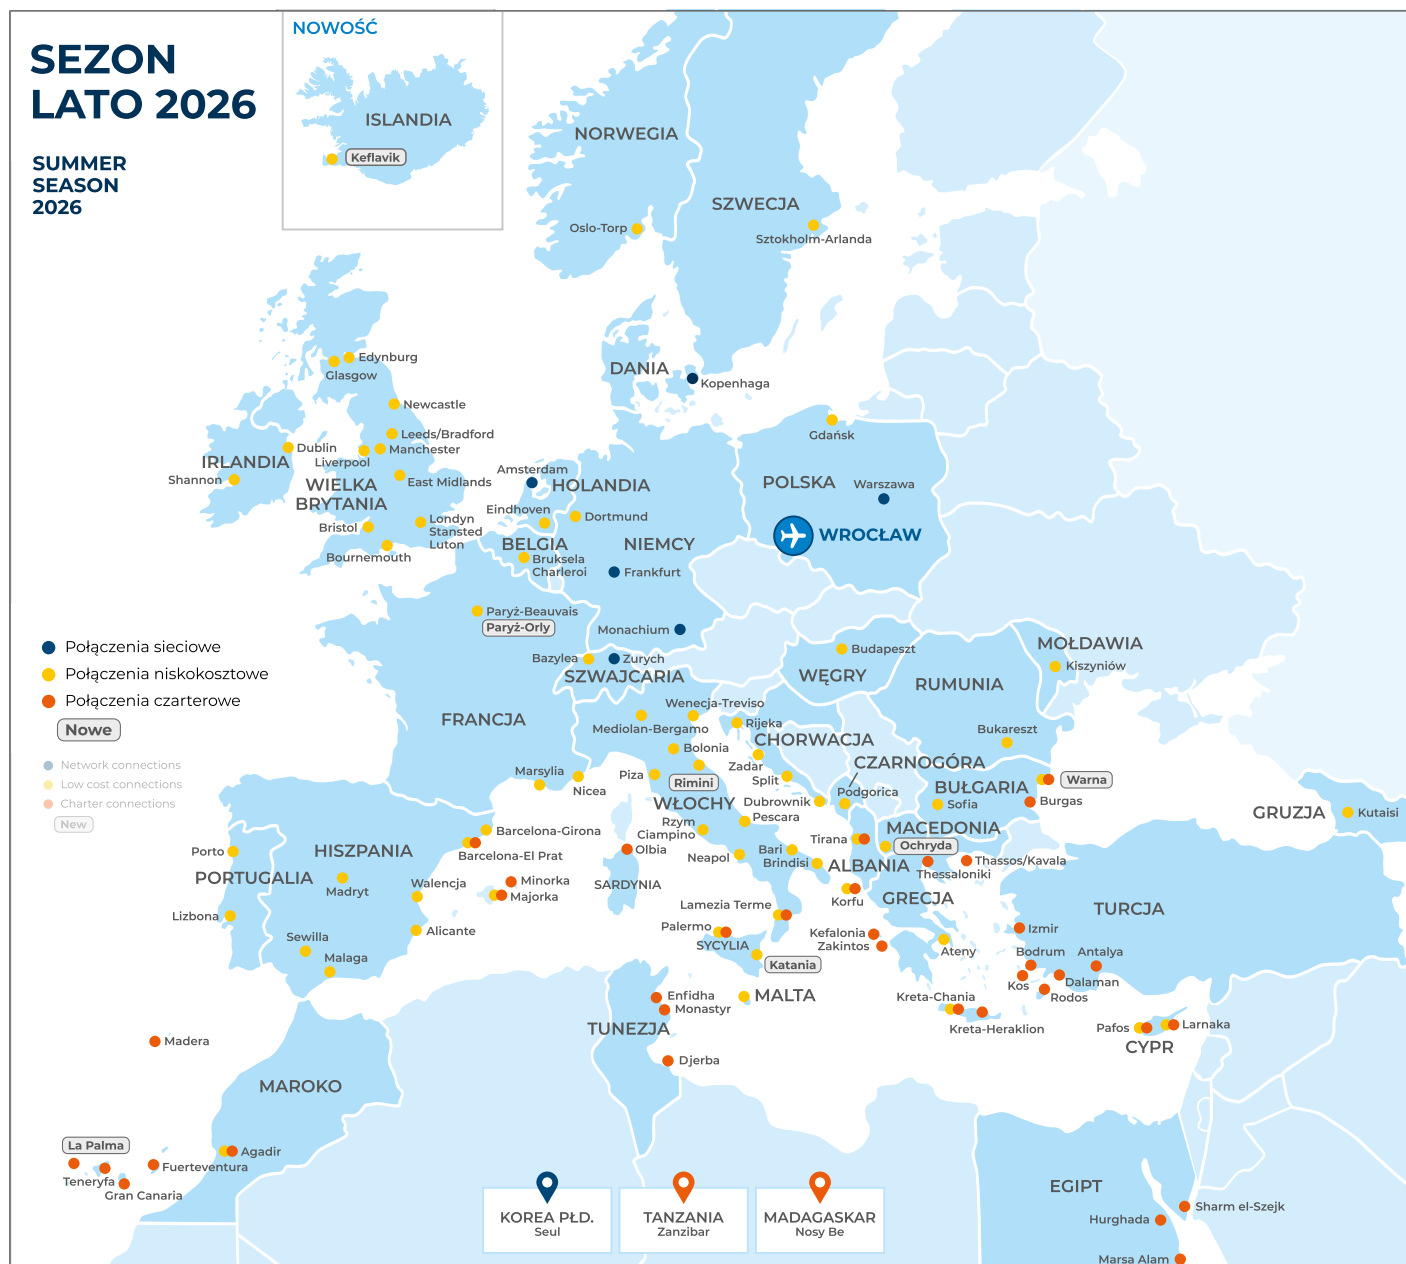 SEZON
LATO 2026
SUMMER
SEASON
2026
NOWOŚĆ
ISLANDIA
Keflavik
NORWEGIA
Oslo-Torp
SZWECJA
Sztokholm-Arlanda
DANIA
Kopenhaga
Edynburg
Glasgow
Newcastle
Leeds/Bradford
Manchester
Liverpool
Dublin
IRLANDIA
Shannon
WIELKA
BRYTANIA
East Midlands
Bristol
Londyn
Stansted
Luton
Bournemouth
Amsterdam
HOLANDIA
Eindhoven
Dortmund
BELGIA
Bruksela
Charleroi
NIEMCY
Frankfurt
Monachium
Gdańsk
POLSKA
Warszawa
WROCŁAW
Paryż-Beauvais
Paryż-Orly
Bazylea
Zurych
SZWAJCARIA
FRANCJA
Marsylia
Nicea
Budapeszt
WĘGRY
RUMUNIA
Bukareszt
MOŁDAWIA
Kiszyniów
Połączenia sieciowe
Połączenia niskokosztowe
Połączenia czarterowe
Nowe
Network connections
Low cost connections
Charter connections
New
Wenecja-Treviso
Mediolan-Bergamo
Bolonia
Piza
Rimini
WŁOCHY
Rzym
Ciampino
Pescara
Neapol
Bari
Brindisi
Lamezia Terme
Palermo
SYCYLIA
Katania
MALTA
Olbia
SARDYNIA
Rijeka
CHORWACJA
Zadar
Split
Dubrownik
CZARNOGÓRA
Podgorica
Tirana
ALBANIA
MACEDONIA
Ochryda
BUŁGARIA
Sofia
Warna
Burgas
GRUZJA
Kutaisi
Thassos/Kavala
Thessaloniki
GRECJA
Korfu
Kefalonia
Zakintos
Ateny
Kreta-Chania
Kreta-Heraklion
TURCJA
Izmir
Bodrum
Antalya
Kos
Dalaman
Rodos
Pafos
Larnaka
CYPR
Barcelona-Girona
Barcelona-El Prat
HISZPANIA
Madryt
Walencja
Minorka
Majorka
Alicante
Sewilla
Malaga
Porto
PORTUGALIA
Lizbona
Madera
MAROKO
Agadir
La Palma
Teneryfa
Gran Canaria
Fuerteventura
TUNEZJA
Enfidha
Monastyr
Djerba
EGIPT
Sharm el-Szejk
Hurghada
Marsa Alam
KOREA PŁD.
Seul
TANZANIA
Zanzibar
MADAGASKAR
Nosy Be